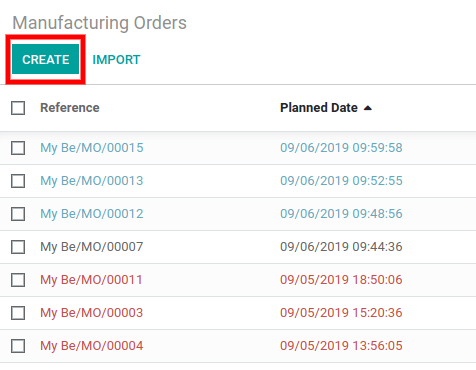 Manufacturing Orders
CREATE IMPORT
Reference Planned Date
My Be/MO/00015 09/06/2019 09:59:58
My Be/MO/00013 09/06/2019 09:52:55
My Be/MO/00012 09/06/2019 09:48:56
My Be/MO/00007 09/06/2019 09:44:36
My Be/MO/00011 09/05/2019 18:50:06
My Be/MO/00003 09/05/2019 15:20:36
My Be/MO/00004 09/05/2019 13:56:05